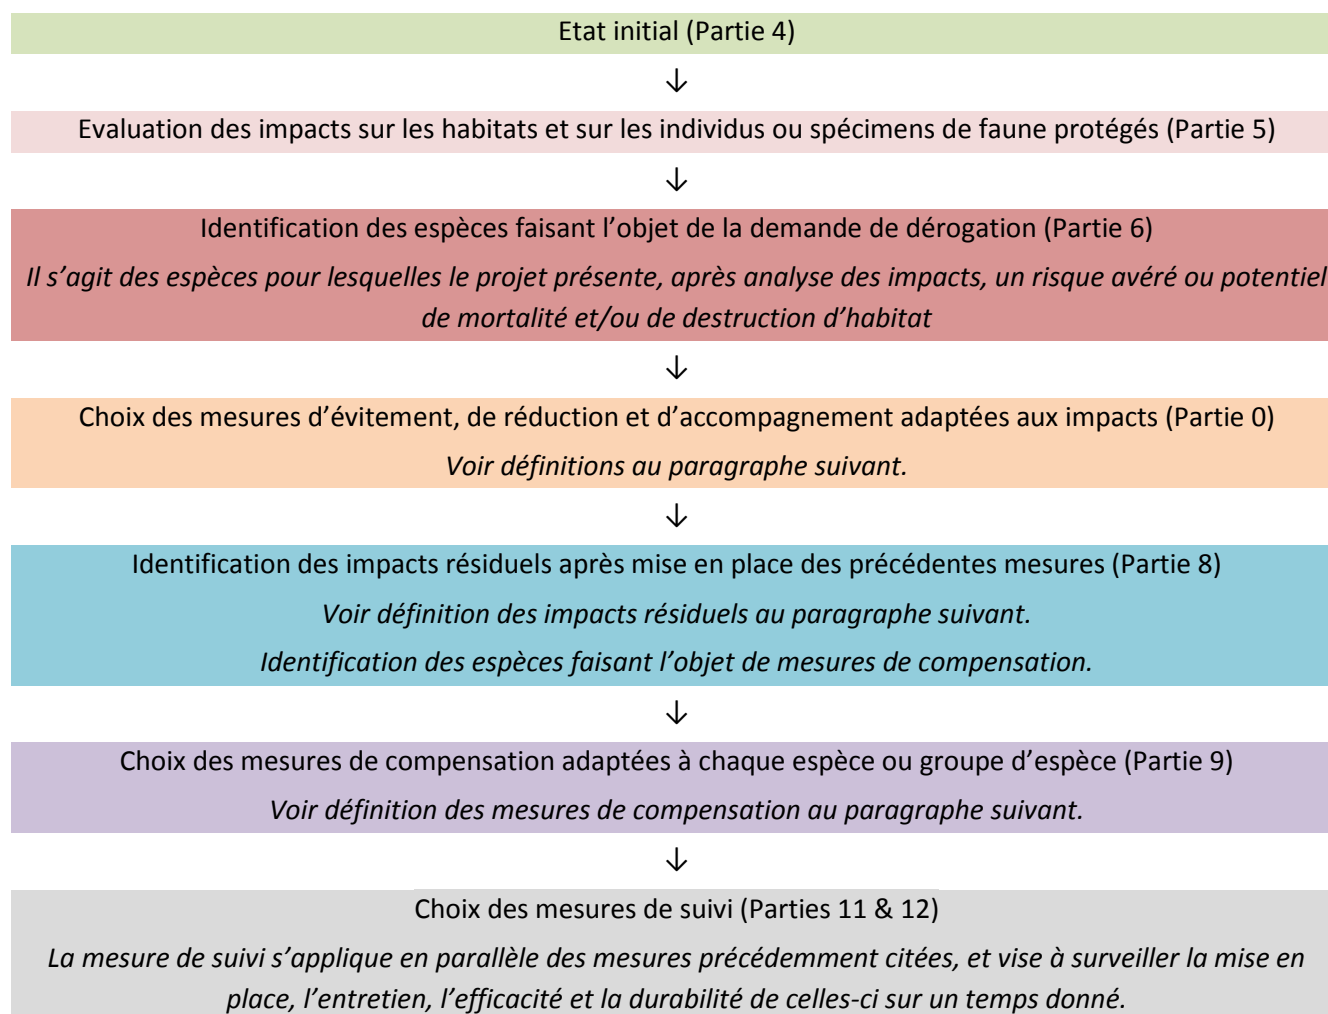 Etat initial (Partie 4)
↓
Evaluation des impacts sur les habitats et sur les individus ou spécimens de faune protégés (Partie 5)
↓
Identification des espèces faisant l’objet de la demande de dérogation (Partie 6)
Il s’agit des espèces pour lesquelles le projet présente, après analyse des impacts, un risque avéré ou potentiel
de mortalité et/ou de destruction d’habitat
↓
Choix des mesures d’évitement, de réduction et d’accompagnement adaptées aux impacts (Partie 0)
Voir définitions au paragraphe suivant.
↓
Identification des impacts résiduels après mise en place des précédentes mesures (Partie 8)
Voir définition des impacts résiduels au paragraphe suivant.
Identification des espèces faisant l’objet de mesures de compensation.
↓
Choix des mesures de compensation adaptées à chaque espèce ou groupe d’espèce (Partie 9)
Voir définition des mesures de compensation au paragraphe suivant.
↓
Choix des mesures de suivi (Parties 11 & 12)
La mesure de suivi s’applique en parallèle des mesures précédemment citées, et vise à surveiller la mise en
place, l’entretien, l’efficacité et la durabilité de celles-ci sur un temps donné.